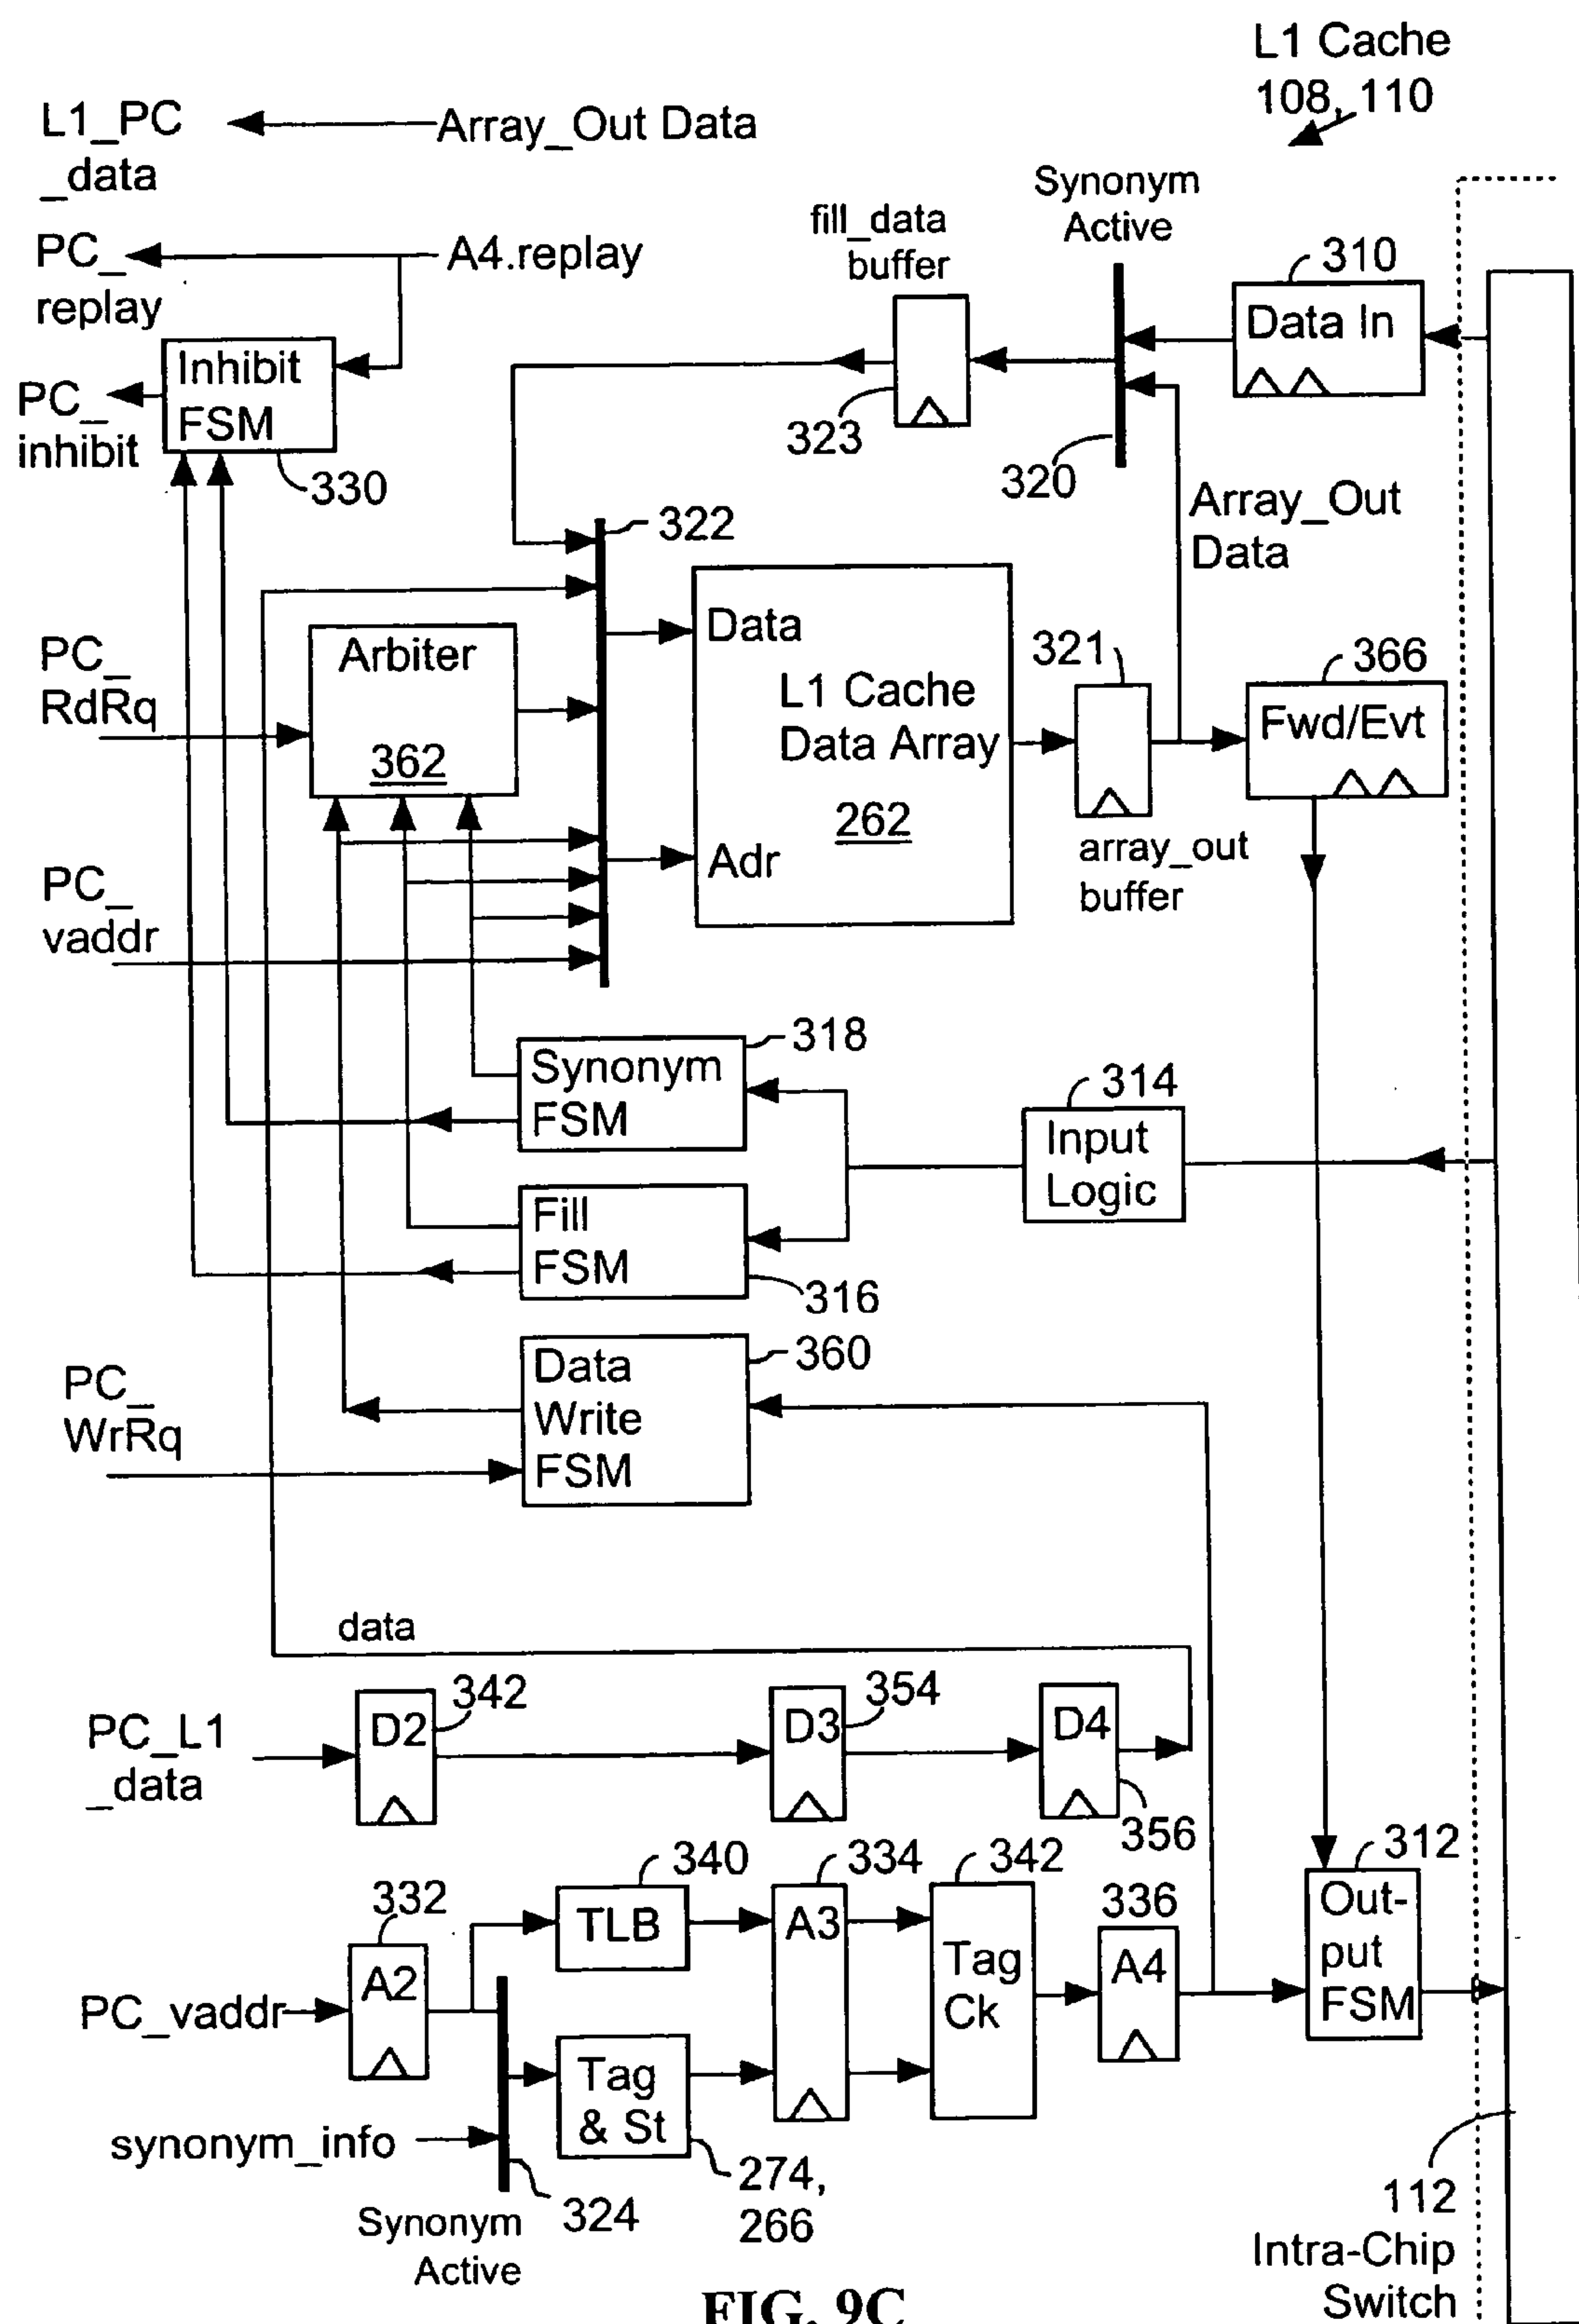 L1 Cache
108, 110
L1_PC
_data
Array_Out Data
Synonym
Active
fill_data
buffer
PC_
replay
A4.replay
310
Data In
Inhibit
FSM
PC_
inhibit
330
323
320
Array_Out
Data
322
PC_
RdRq
Arbiter
362
Data
L1 Cache
Data Array
262
Adr
321
366
Fwd/Evt
array_out
buffer
PC_
vaddr
318
Synonym
FSM
314
Input
Logic
Fill
FSM
316
360
Data
Write
FSM
PC_
WrRq
data
342
354
D2
D3
D4
PC_L1
_data
356
340
334
342
312
332
336
TLB
A3
Out-
put
FSM
A2
Tag
Ck
A4
PC_vaddr
Tag
& St
synonym_info
274,
266
324
Synonym
Active
112
Intra-Chip
Switch
FIG. 9C